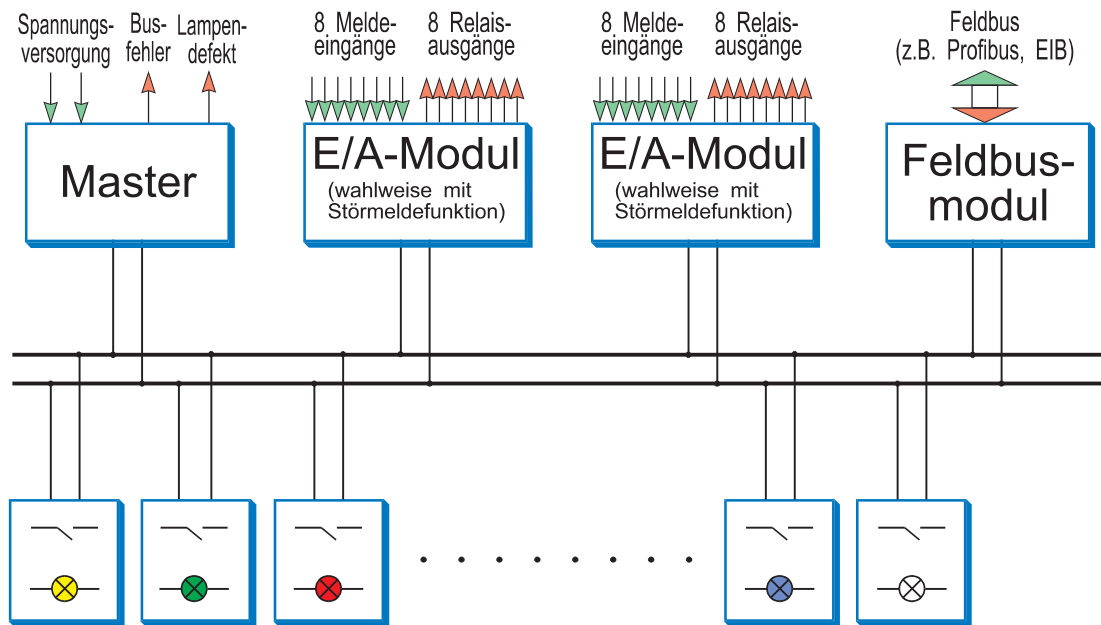 Spannungs-
versorgung
Bus-
fehler
Lampen-
defekt
8 Melde-
eingänge
8 Relais-
ausgänge
8 Melde-
eingänge
8 Relais-
ausgänge
Feldbus
(z.B. Profibus, EIB)
Master
E/A-Modul
(wahlweise mit
Störmeldefunktion)
E/A-Modul
(wahlweise mit
Störmeldefunktion)
Feldbus-
modul